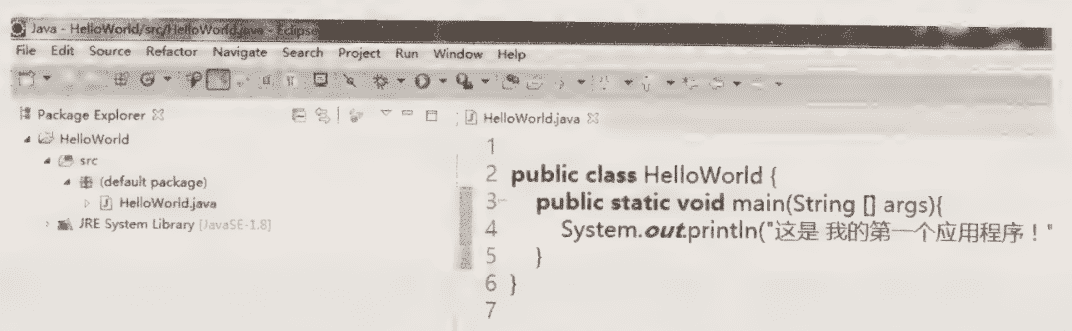 Java - HelloWorld/src/HelloWorld.java - Eclipse
File Edit Source Refactor Navigate Search Project Run Window Help
Package Explorer
HelloWorld
src
(default package)
HelloWorld.java
JRE System Library [JavaSE-1.8]
HelloWorld.java
1
2 public class HelloWorld {
3 public static void main(String [] args){
4 System.out.println("这是 我的第一个应用程序！"
5 }
6 }
7